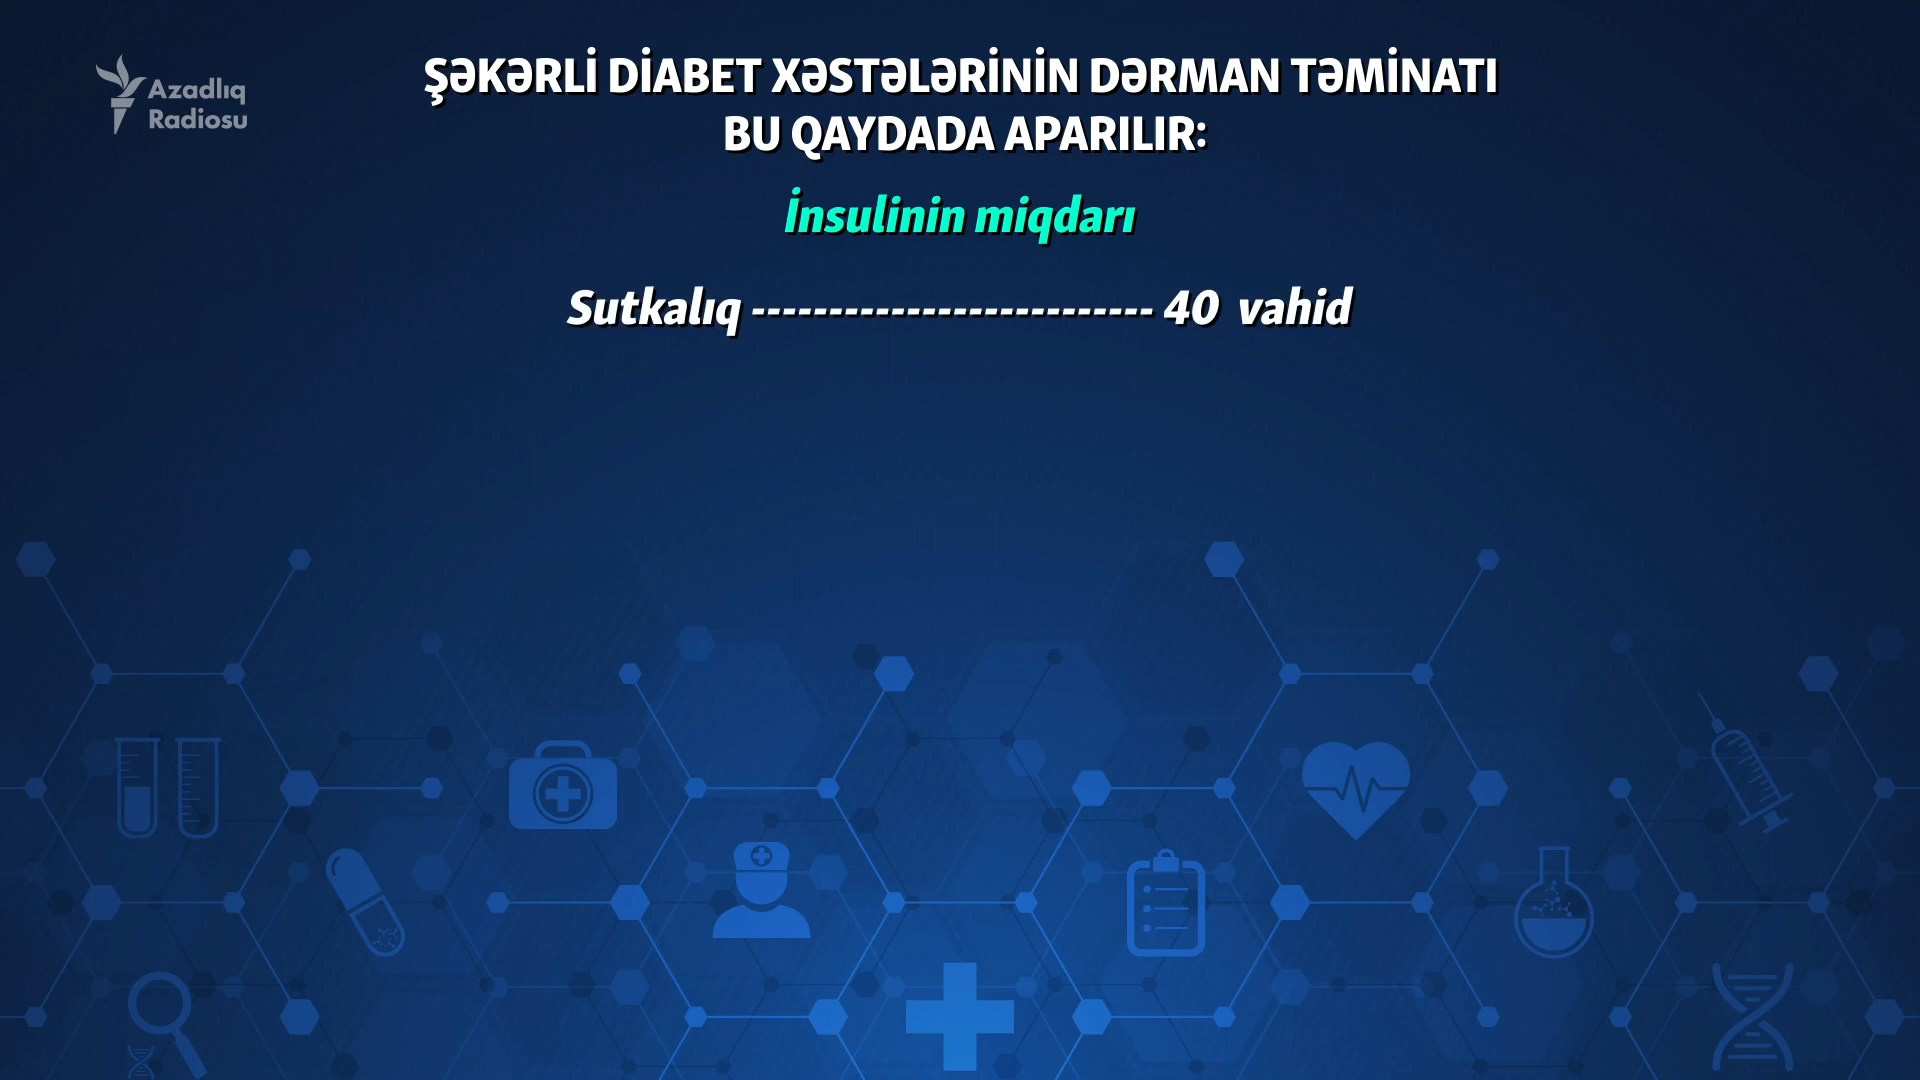 Azadlıq
Radiosu
ŞƏKƏRLİ DİABET XƏSTƏLƏRİNİN DƏRMAN TƏMİNATI
BU QAYDADA APARILIR:
İnsulinin miqdarı
Sutkalıq -------------------------- 40 vahid